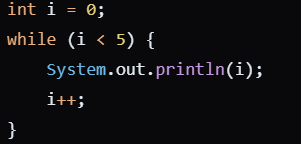 int i = 0;
while (i < 5) {
    System.out.println(i);
    i++;
}